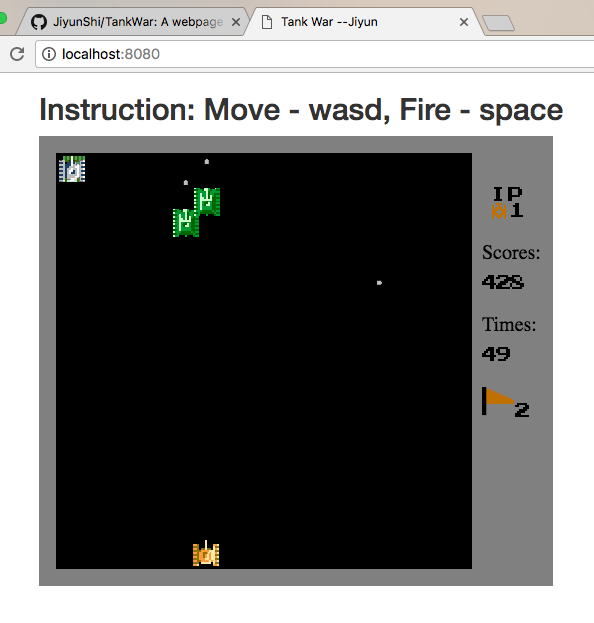 JiyunShi/TankWar: A webpage
Tank War --Jiyun
localhost:8080
Instruction: Move - wasd, Fire - space
IP
1
Scores:
428
Times:
49
2